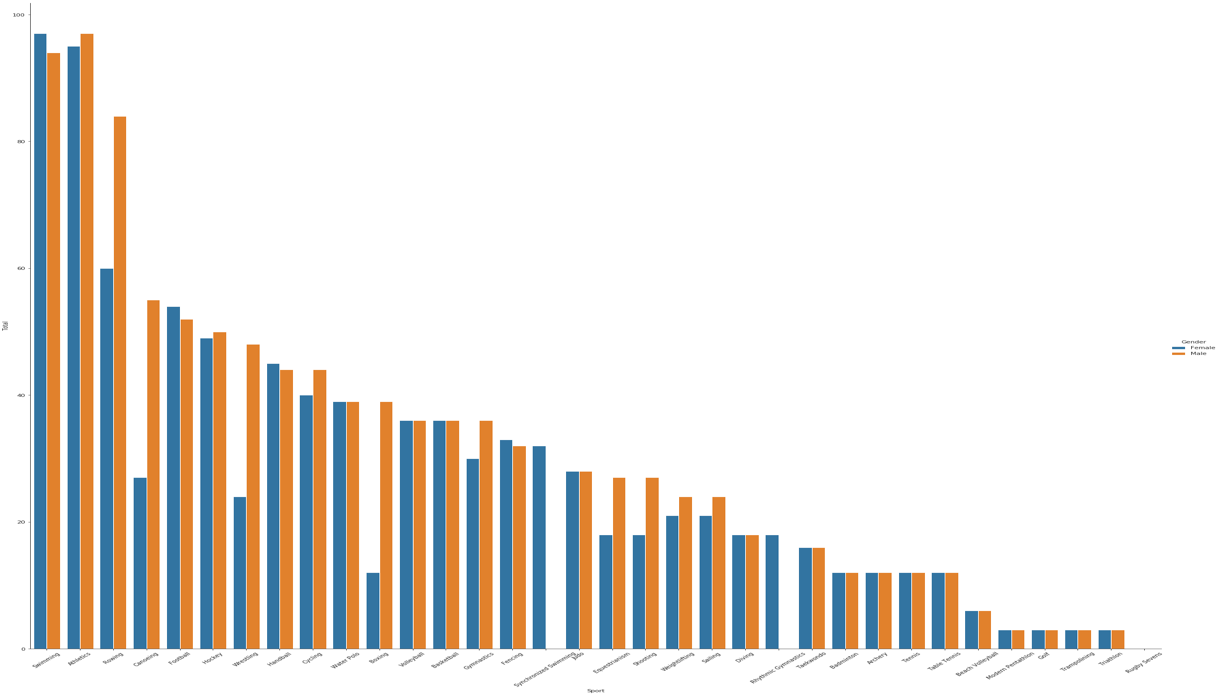 100
80
60
40
20
0
Total
Swimming
Athletics
Rowing
Canoeing
Football
Hockey
Wrestling
Handball
Cycling
Water Polo
Boxing
Volleyball
Basketball
Gymnastics
Fencing
Synchronized Swimming
Judo
Equestrianism
Shooting
Weightlifting
Sailing
Diving
Rhythmic Gymnastics
Taekwondo
Badminton
Archery
Tennis
Table Tennis
Beach Volleyball
Modern Pentathlon
Golf
Trampolining
Triathlon
Rugby Sevens
Sport
Gender
Female
Male